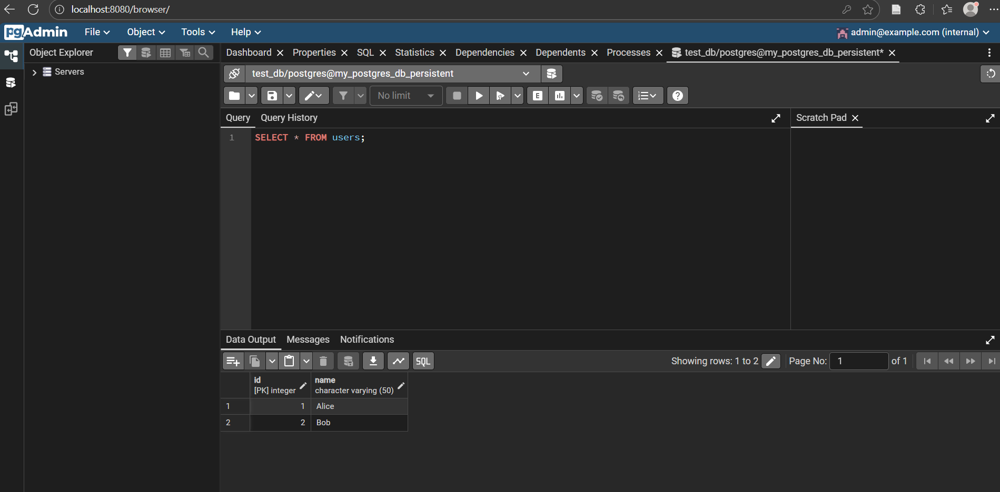 localhost:8080/browser/
pgAdmin File Object Tools Help admin@example.com (internal)
Object Explorer
Servers
Dashboard Properties SQL Statistics Dependencies Dependents Processes test_db/postgres@my_postgres_db_persistent*
test_db/postgres@my_postgres_db_persistent
No limit E
Query Query History
Scratch Pad
1 SELECT * FROM users;
Data Output Messages Notifications
SQL Showing rows: 1 to 2 Page No: 1 of 1
id name
[PK] integer character varying (50)
1 1 Alice
2 2 Bob